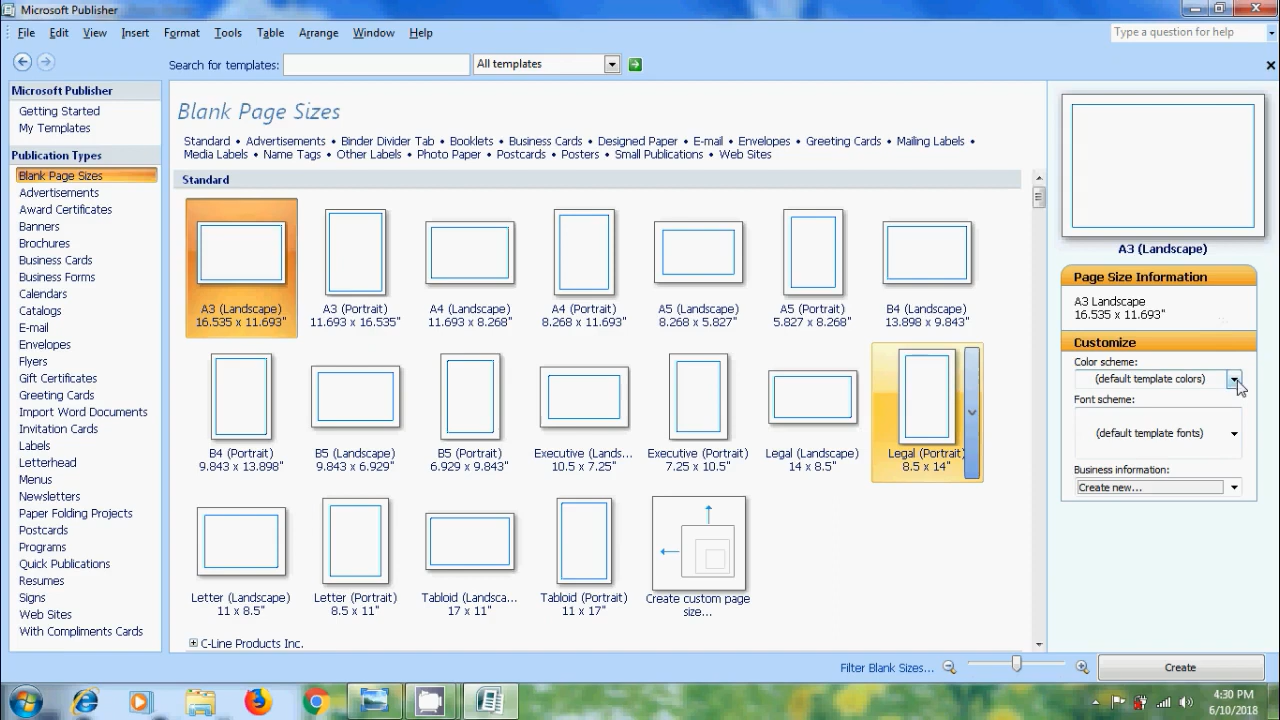 Microsoft Publisher
File Edit View Insert Format Tools Table Arrange Window Help
Type a question for help
Search for templates:
All templates
Microsoft Publisher
Getting Started
My Templates
Publication Types
Blank Page Sizes
Advertisements
Award Certificates
Banners
Brochures
Business Cards
Business Forms
Calendars
Catalogs
E-mail
Envelopes
Flyers
Gift Certificates
Greeting Cards
Import Word Documents
Invitation Cards
Labels
Letterhead
Menus
Newsletters
Paper Folding Projects
Postcards
Programs
Quick Publications
Resumes
Signs
Web Sites
With Compliments Cards
Blank Page Sizes
Standard • Advertisements • Binder Divider Tab • Booklets • Business Cards • Designed Paper • E-mail • Envelopes • Greeting Cards • Mailing Labels •
Media Labels • Name Tags • Other Labels • Photo Paper • Postcards • Posters • Small Publications • Web Sites
Standard
A3 (Landscape)
16.535 x 11.693"
A3 (Portrait)
11.693 x 16.535"
A4 (Landscape)
11.693 x 8.268"
A4 (Portrait)
8.268 x 11.693"
A5 (Landscape)
8.268 x 5.827"
A5 (Portrait)
5.827 x 8.268"
B4 (Landscape)
13.898 x 9.843"
B4 (Portrait)
9.843 x 13.898"
B5 (Landscape)
9.843 x 6.929"
B5 (Portrait)
6.929 x 9.843"
Executive (Lands...
10.5 x 7.25"
Executive (Portrait)
7.25 x 10.5"
Legal (Landscape)
14 x 8.5"
Legal (Portrait)
8.5 x 14"
Letter (Landscape)
11 x 8.5"
Letter (Portrait)
8.5 x 11"
Tabloid (Landsca...
17 x 11"
Tabloid (Portrait)
11 x 17"
Create custom page
size...
C-Line Products Inc.
Filter Blank Sizes...
A3 (Landscape)
Page Size Information
A3 Landscape
16.535 x 11.693"
Customize
Color scheme:
(default template colors)
Font scheme:
(default template fonts)
Business information:
Create new...
Create
4:30 PM
6/10/2018